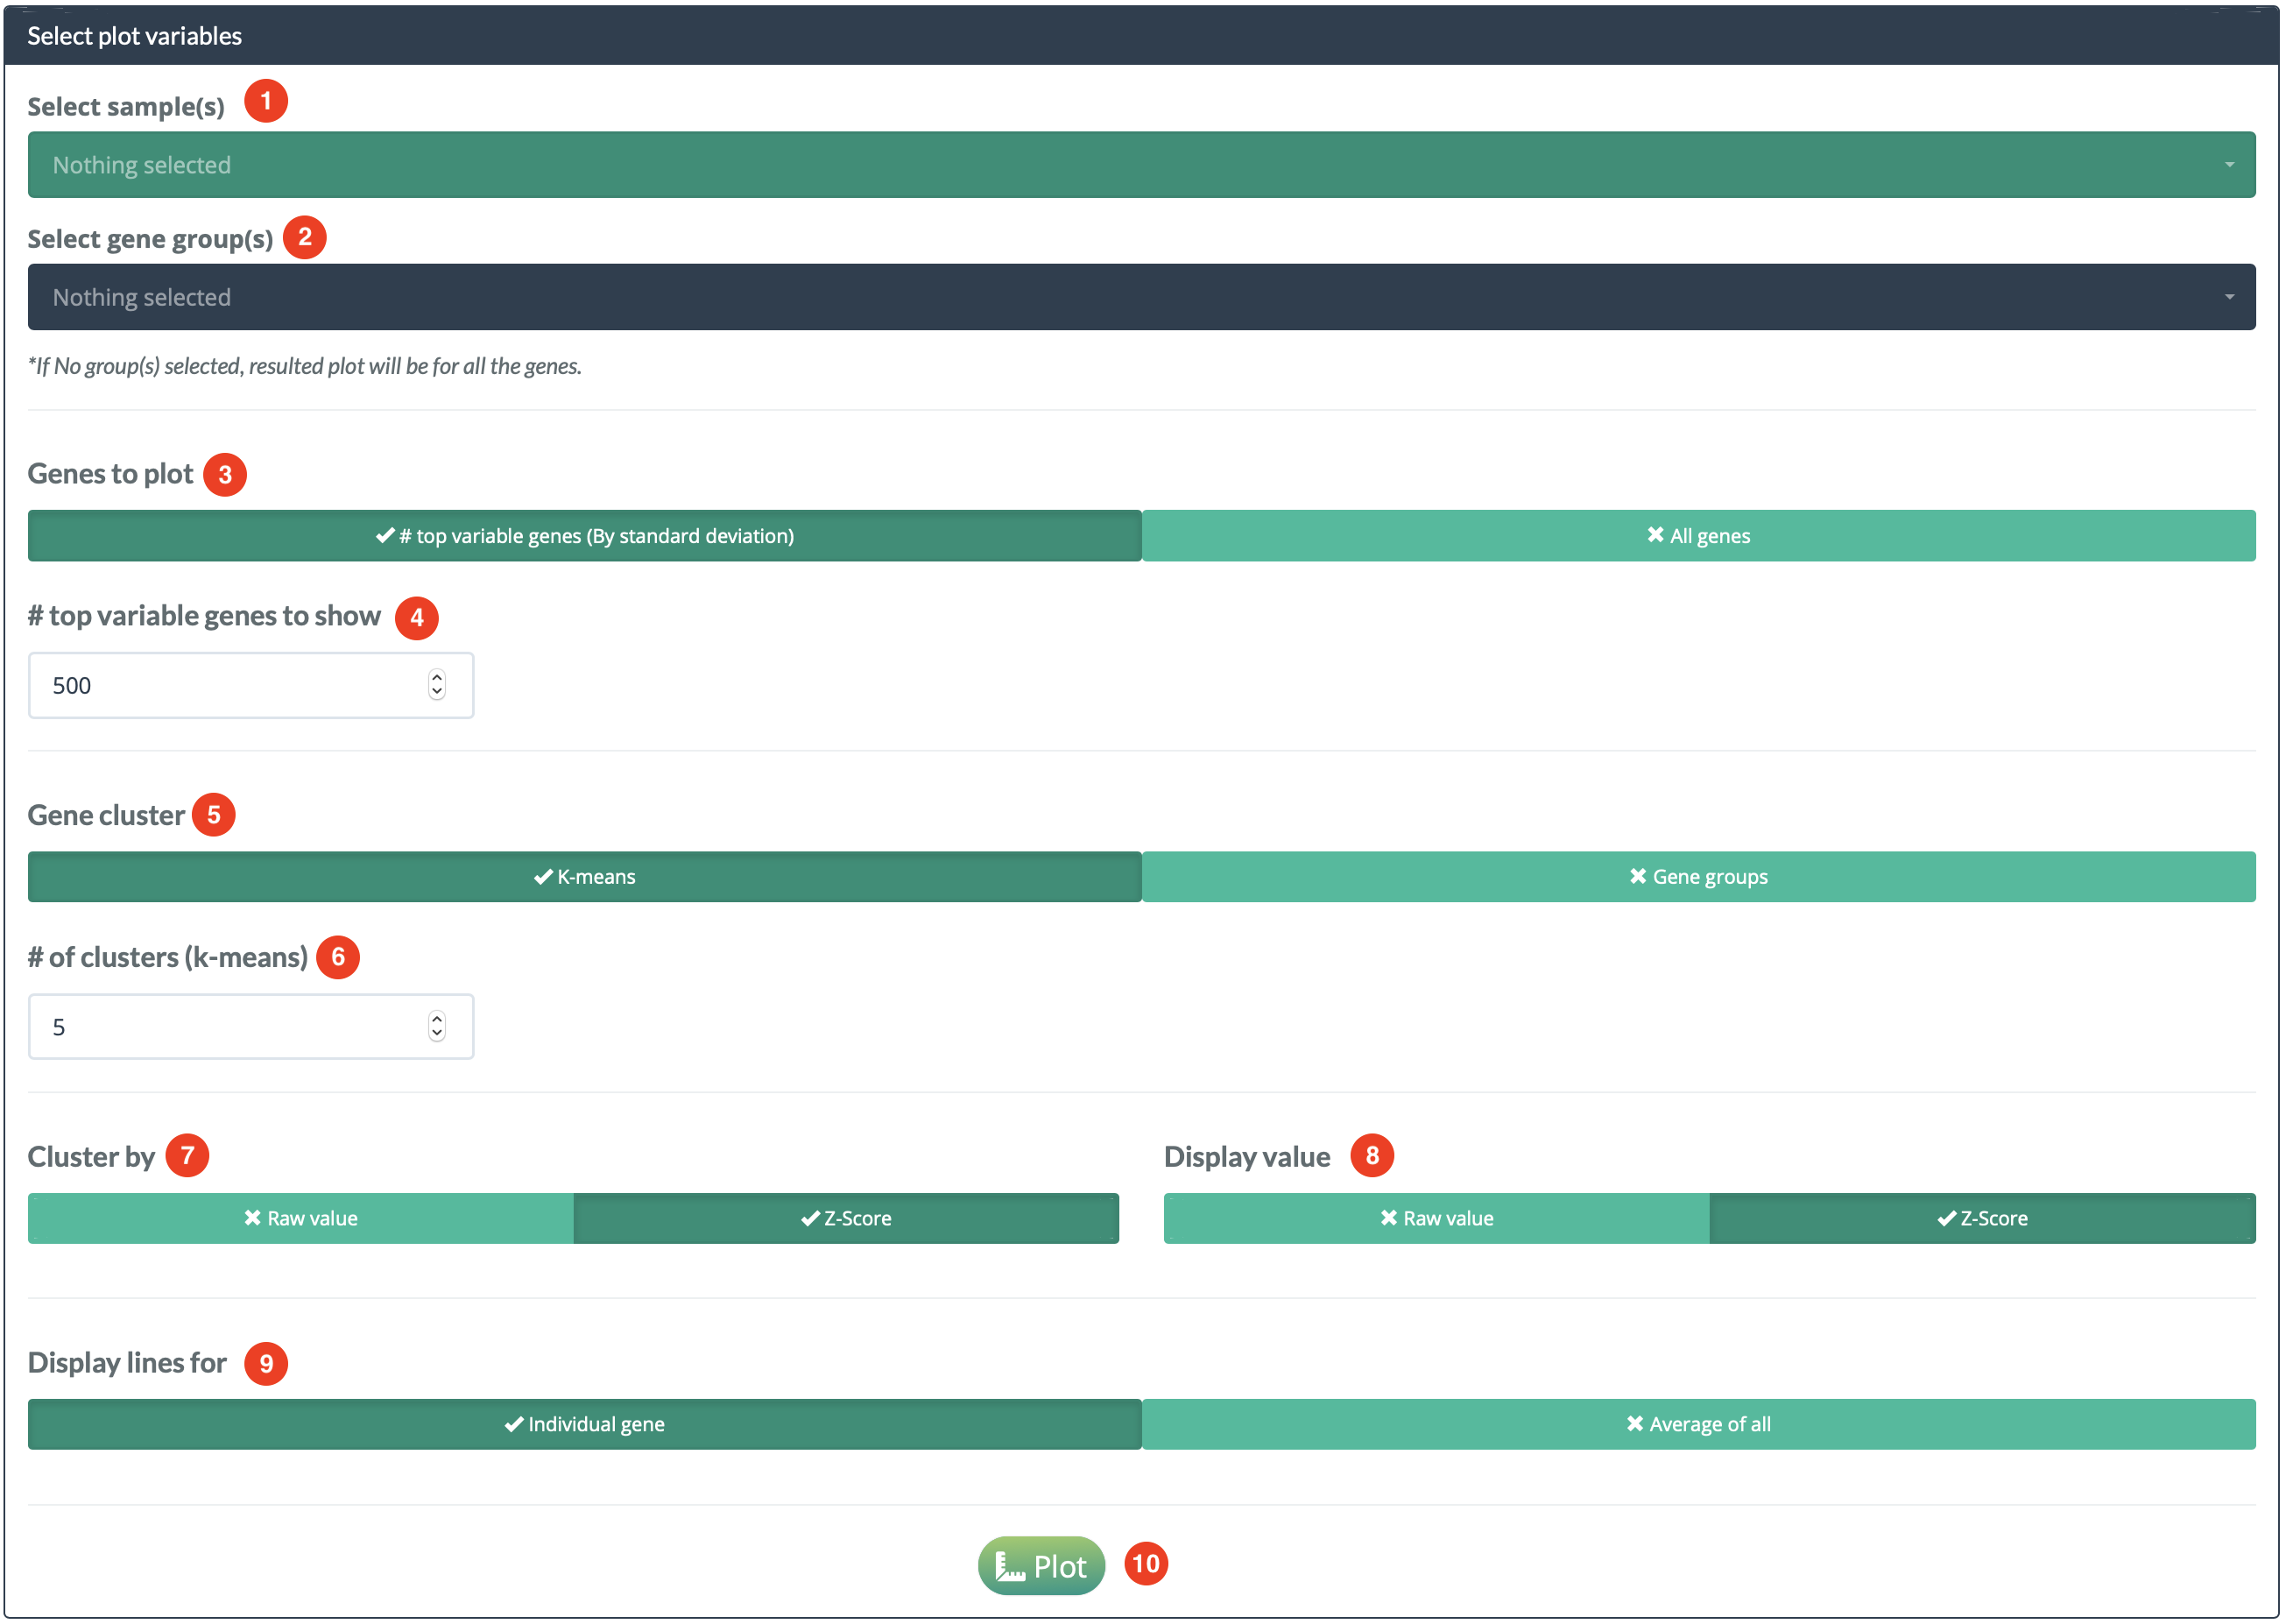 Select plot variables
Select sample(s) 1
Nothing selected
Select gene group(s) 2
Nothing selected
*If No group(s) selected, resulted plot will be for all the genes.
Genes to plot 3
# top variable genes (By standard deviation) All genes
# top variable genes to show 4
500
Gene cluster 5
K-means Gene groups
# of clusters (k-means) 6
5
Cluster by 7 Display value 8
Raw value Z-Score Raw value Z-Score
Display lines for 9
Individual gene Average of all
Plot 10